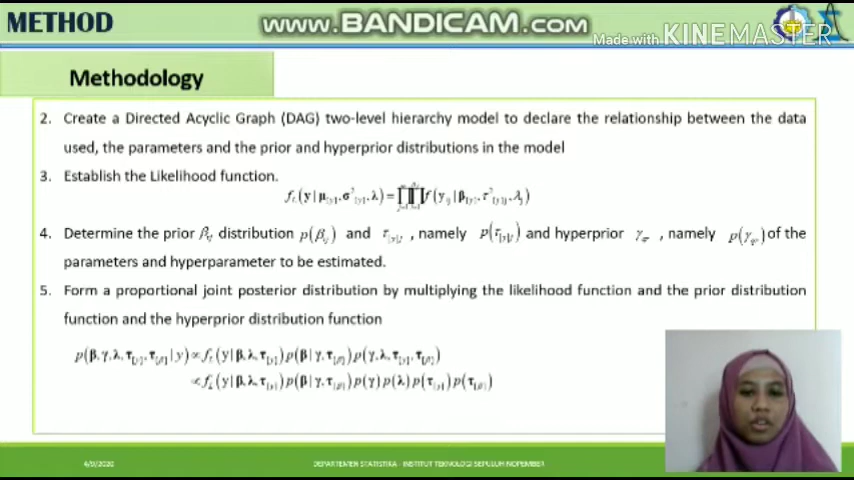 METHOD
WWW.BANDICAM.COM
Made with KINEMASTER
Methodology
2. Create a Directed Acyclic Graph (DAG) two-level hierarchy model to declare the relationship between the data
used, the parameters and the prior and hyperprior distributions in the model
3. Establish the Likelihood function.
4. Determine the prior β distribution p(β) and τ, namely p(τ) and hyperprior γ, namely p(γ) of the
parameters and hyperparameter to be estimated.
5. Form a proportional joint posterior distribution by multiplying the likelihood function and the prior distribution
function and the hyperprior distribution function
p(β,γ,λ,τ[y],τ[β]|y)∝f(y|β,λ,τ[y])p(β|γ,τ[β])p(γ,λ,τ[y],τ[β])
∝f(y|β,λ,τ[y])p(β|γ,τ[β])p(γ)p(λ)p(τ[y])p(τ[β])
4/9/2020
DEPARTEMEN STATISTIKA - INSTITUT TEKNOLOGI SEPULUH NOPEMBER